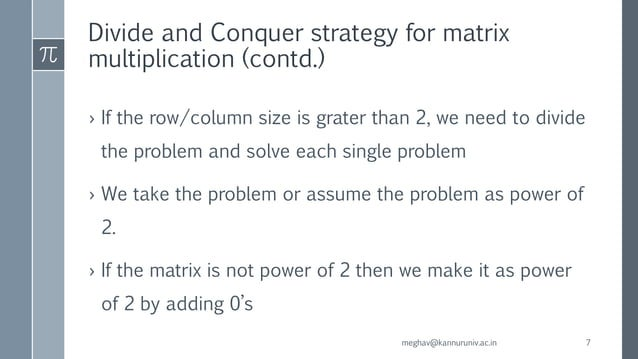 Divide and Conquer strategy for matrix
π
multiplication (contd.)
› If the row/column size is grater than 2, we need to divide
the problem and solve each single problem
› We take the problem or assume the problem as power of
2.
› If the matrix is not power of 2 then we make it as power
of 2 by adding 0’s
meghav@kannuruniv.ac.in 7